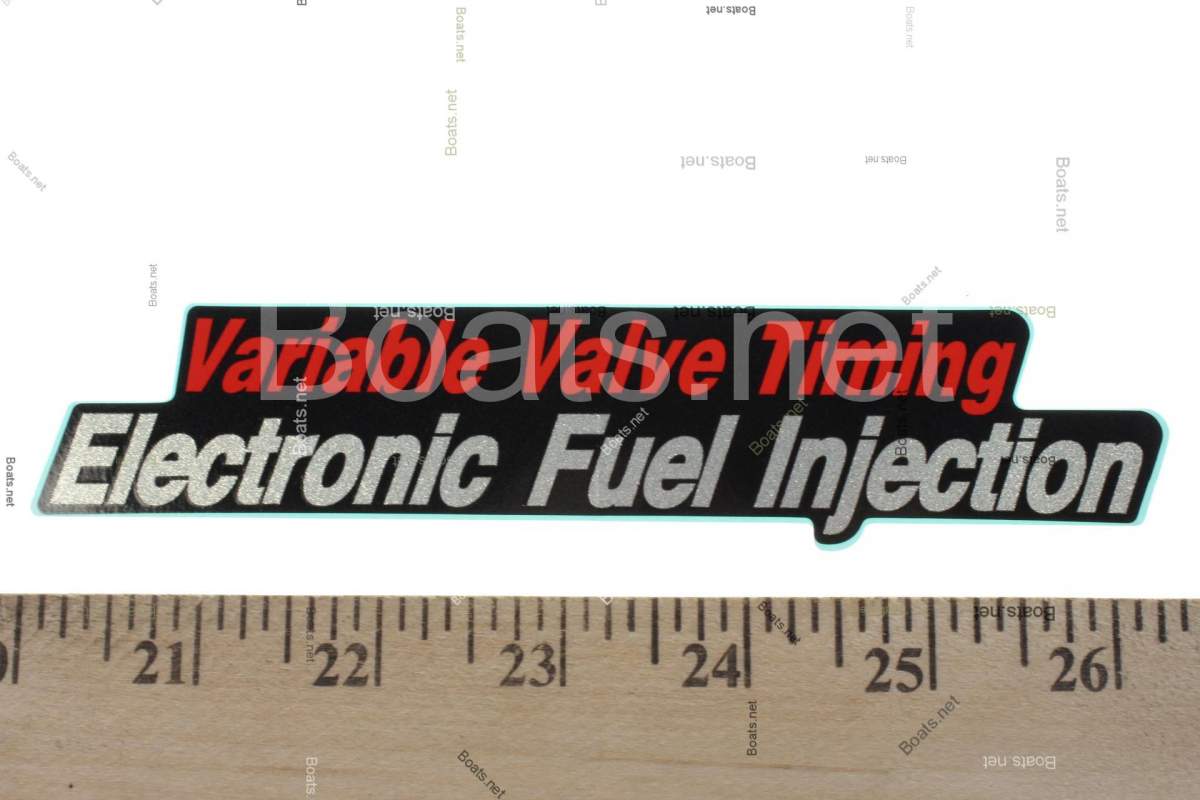 Boats.net
Variable Valve Timing
Electronic Fuel Injection
21 22 23 24 25 26